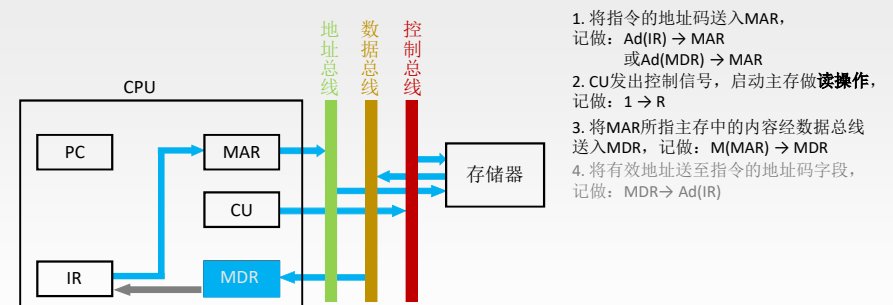 地址总线
数据总线
控制总线
CPU
PC
MAR
CU
IR
MDR
存储器
1. 将指令的地址码送入MAR，
记做：Ad(IR) → MAR
或Ad(MDR) → MAR
2. CU发出控制信号，启动主存做读操作，
记做：1 → R
3. 将MAR所指主存中的内容经数据总线
送入MDR，记做：M(MAR) → MDR
4. 将有效地址送至指令的地址码字段，
记做：MDR→ Ad(IR)